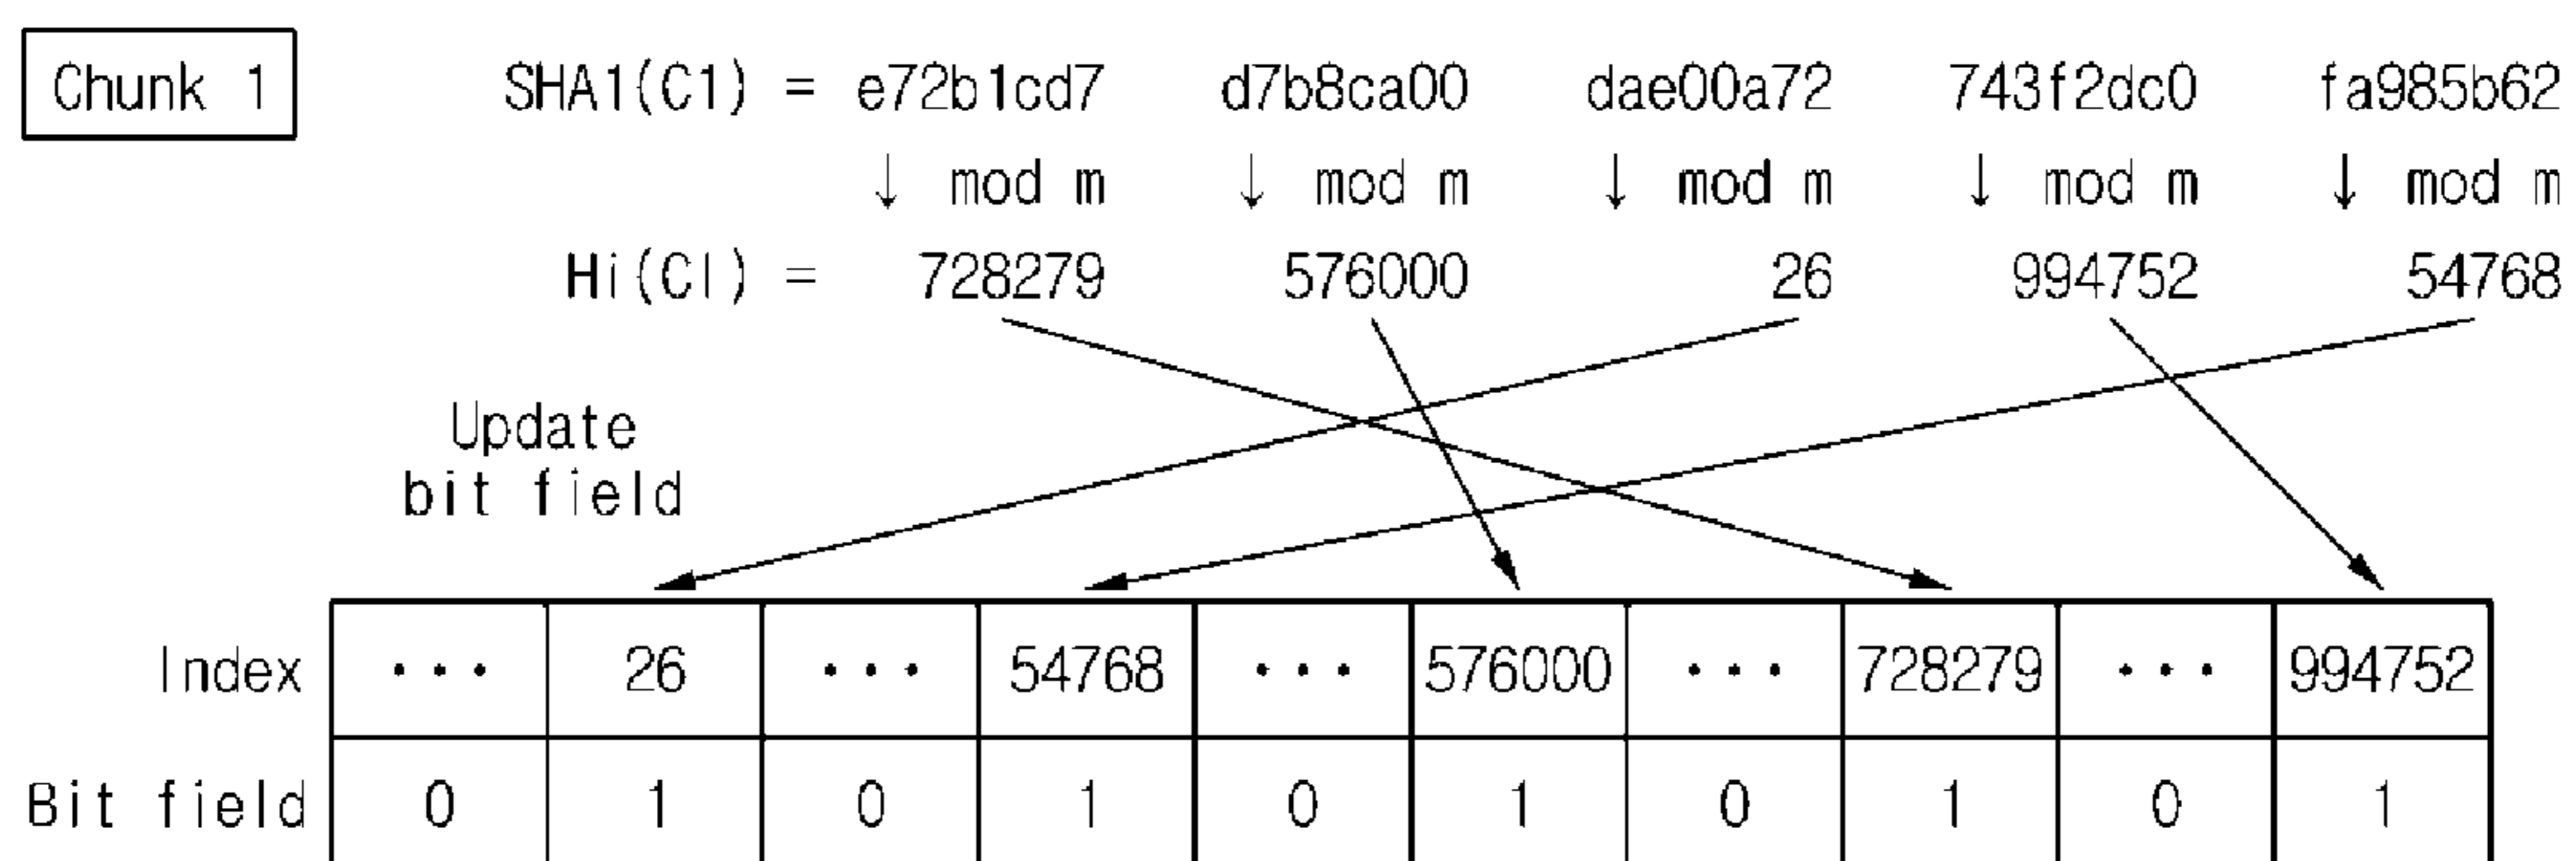 Chunk 1 SHA1(C1) = e72b1cd7 d7b8ca00 dae00a72 743f2dc0 fa985b62
↓ mod m ↓ mod m ↓ mod m ↓ mod m ↓ mod m
Hi(Cl) = 728279 576000 26 994752 54768
Update
bit field
Index ··· 26 ··· 54768 ··· 576000 ··· 728279 ··· 994752
Bit field 0 1 0 1 0 1 0 1 0 1